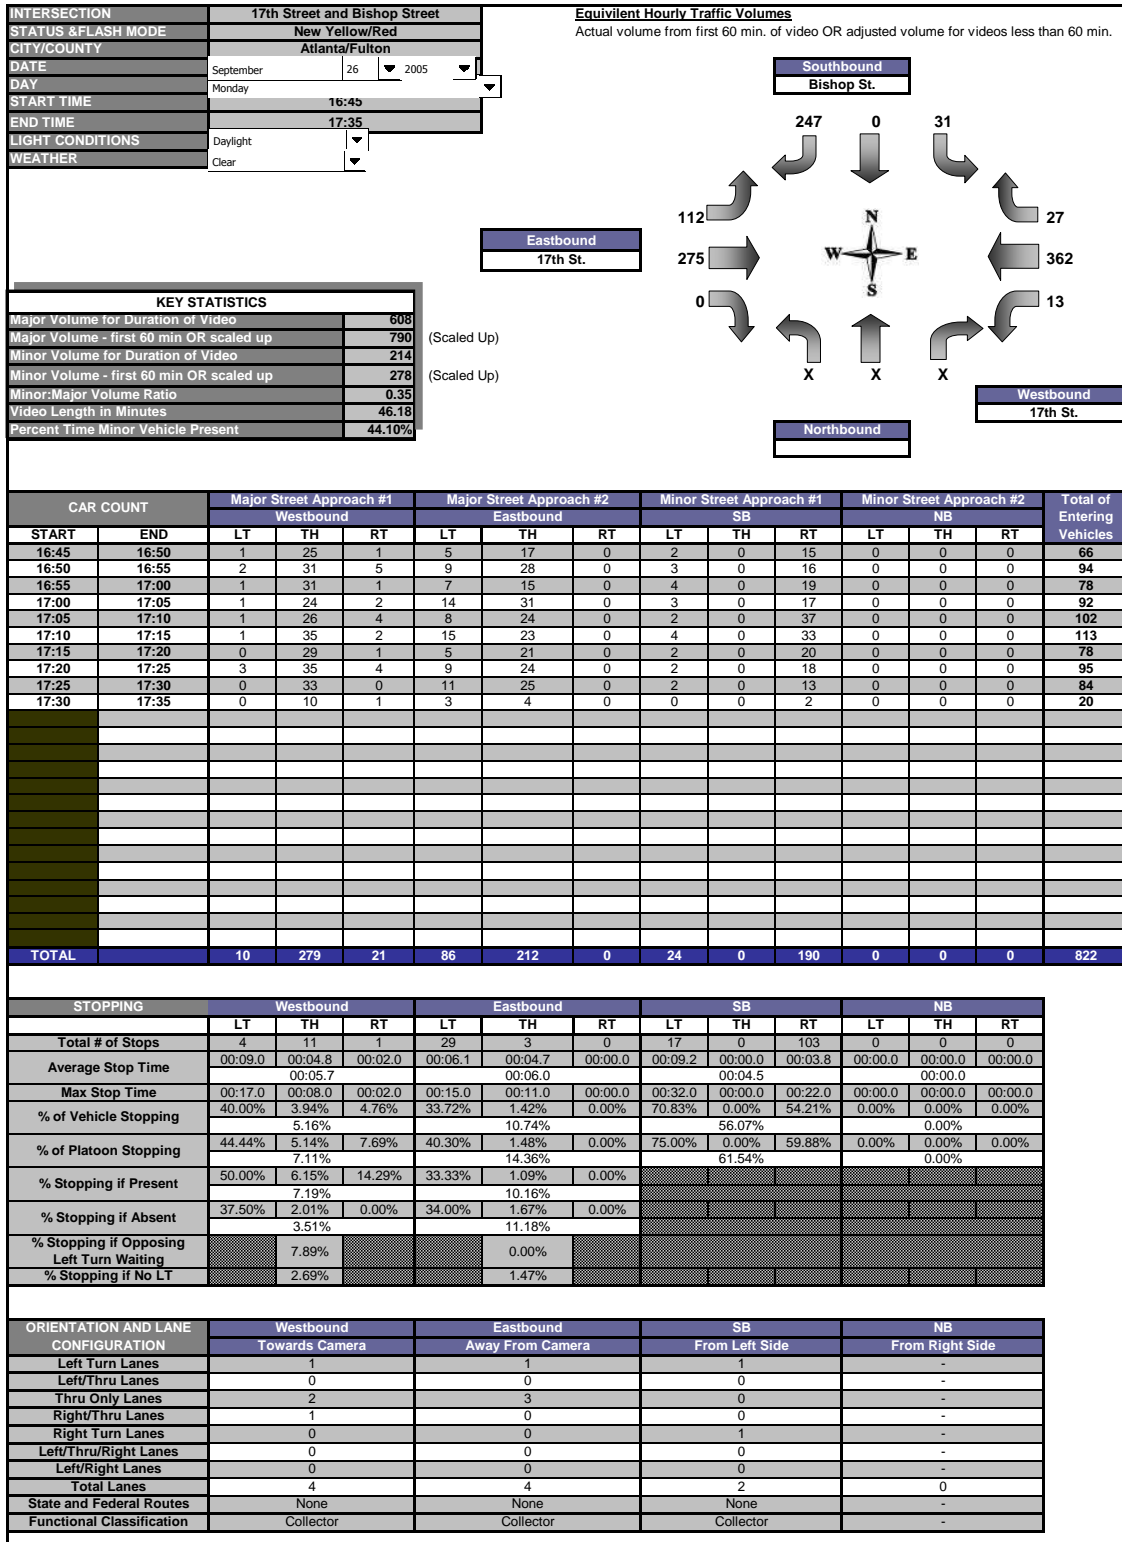 INTERSECTION 17th Street and Bishop Street
STATUS &FLASH MODE New Yellow/Red
CITY/COUNTY Atlanta/Fulton
DATE September 26 2005
DAY Monday
START TIME 16:45
END TIME 17:35
LIGHT CONDITIONS Daylight
WEATHER Clear
Equivilent Hourly Traffic Volumes
Actual volume from first 60 min. of video OR adjusted volume for videos less than 60 min.
Southbound
Bishop St.
247 0 31
112 N 27
Eastbound
17th St.
275 W E 362
S
0 13
X X X
Westbound
17th St.
Northbound
KEY STATISTICS
Major Volume for Duration of Video 608
Major Volume - first 60 min OR scaled up 790 (Scaled Up)
Minor Volume for Duration of Video 214
Minor Volume - first 60 min OR scaled up 278 (Scaled Up)
Minor:Major Volume Ratio 0.35
Video Length in Minutes 46.18
Percent Time Minor Vehicle Present 44.10%
CAR COUNT Major Street Approach #1 Major Street Approach #2 Minor Street Approach #1 Minor Street Approach #2 Total of
Westbound Eastbound SB NB Entering
START END LT TH RT LT TH RT LT TH RT LT TH RT Vehicles
16:45 16:50 1 25 1 5 17 0 2 0 15 0 0 0 66
16:50 16:55 2 31 5 9 28 0 3 0 16 0 0 0 94
16:55 17:00 1 31 1 7 15 0 4 0 19 0 0 0 78
17:00 17:05 1 24 2 14 31 0 3 0 17 0 0 0 92
17:05 17:10 1 26 4 8 24 0 2 0 37 0 0 0 102
17:10 17:15 1 35 2 15 23 0 4 0 33 0 0 0 113
17:15 17:20 0 29 1 5 21 0 2 0 20 0 0 0 78
17:20 17:25 3 35 4 9 24 0 2 0 18 0 0 0 95
17:25 17:30 0 33 0 11 25 0 2 0 13 0 0 0 84
17:30 17:35 0 10 1 3 4 0 0 0 2 0 0 0 20
TOTAL 10 279 21 86 212 0 24 0 190 0 0 0 822
STOPPING Westbound Eastbound SB NB
LT TH RT LT TH RT LT TH RT LT TH RT
Total # of Stops 4 11 1 29 3 0 17 0 103 0 0 0
Average Stop Time 00:09.0 00:04.8 00:02.0 00:06.1 00:04.7 00:00.0 00:09.2 00:00.0 00:03.8 00:00.0 00:00.0 00:00.0
00:05.7 00:06.0 00:04.5 00:00.0
Max Stop Time 00:17.0 00:08.0 00:02.0 00:15.0 00:11.0 00:00.0 00:32.0 00:00.0 00:22.0 00:00.0 00:00.0 00:00.0
% of Vehicle Stopping 40.00% 3.94% 4.76% 33.72% 1.42% 0.00% 70.83% 0.00% 54.21% 0.00% 0.00% 0.00%
5.16% 10.74% 56.07% 0.00%
% of Platoon Stopping 44.44% 5.14% 7.69% 40.30% 1.48% 0.00% 75.00% 0.00% 59.88% 0.00% 0.00% 0.00%
7.11% 14.36% 61.54% 0.00%
% Stopping if Present 50.00% 6.15% 14.29% 33.33% 1.09% 0.00%
7.19% 10.16%
% Stopping if Absent 37.50% 2.01% 0.00% 34.00% 1.67% 0.00%
3.51% 11.18%
% Stopping if Opposing
Left Turn Waiting 7.89% 0.00%
% Stopping if No LT 2.69% 1.47%
ORIENTATION AND LANE Westbound Eastbound SB NB
CONFIGURATION Towards Camera Away From Camera From Left Side From Right Side
Left Turn Lanes 1 1 1 -
Left/Thru Lanes 0 0 0 -
Thru Only Lanes 2 3 0 -
Right/Thru Lanes 1 0 0 -
Right Turn Lanes 0 0 1 -
Left/Thru/Right Lanes 0 0 0 -
Left/Right Lanes 0 0 0 -
Total Lanes 4 4 2 0
State and Federal Routes None None None -
Functional Classification Collector Collector Collector -